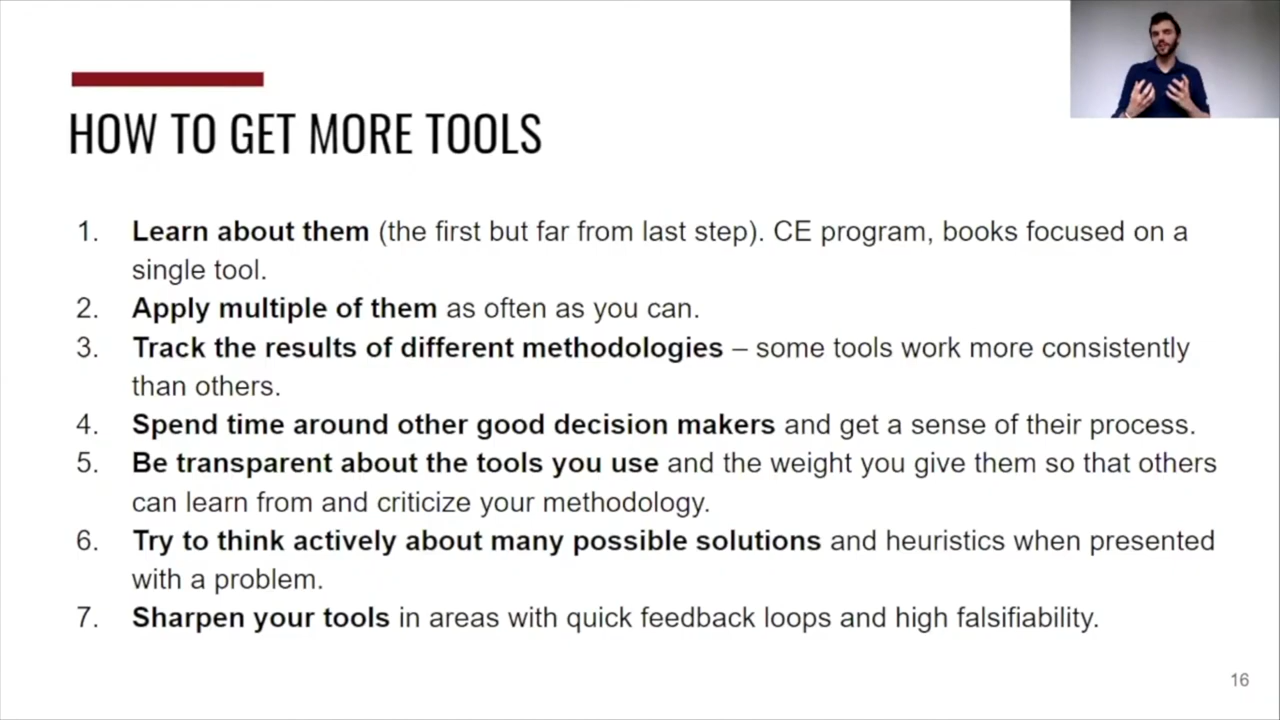 HOW TO GET MORE TOOLS
1. Learn about them (the first but far from last step). CE program, books focused on a
single tool.
2. Apply multiple of them as often as you can.
3. Track the results of different methodologies – some tools work more consistently
than others.
4. Spend time around other good decision makers and get a sense of their process.
5. Be transparent about the tools you use and the weight you give them so that others
can learn from and criticize your methodology.
6. Try to think actively about many possible solutions and heuristics when presented
with a problem.
7. Sharpen your tools in areas with quick feedback loops and high falsifiability.
16